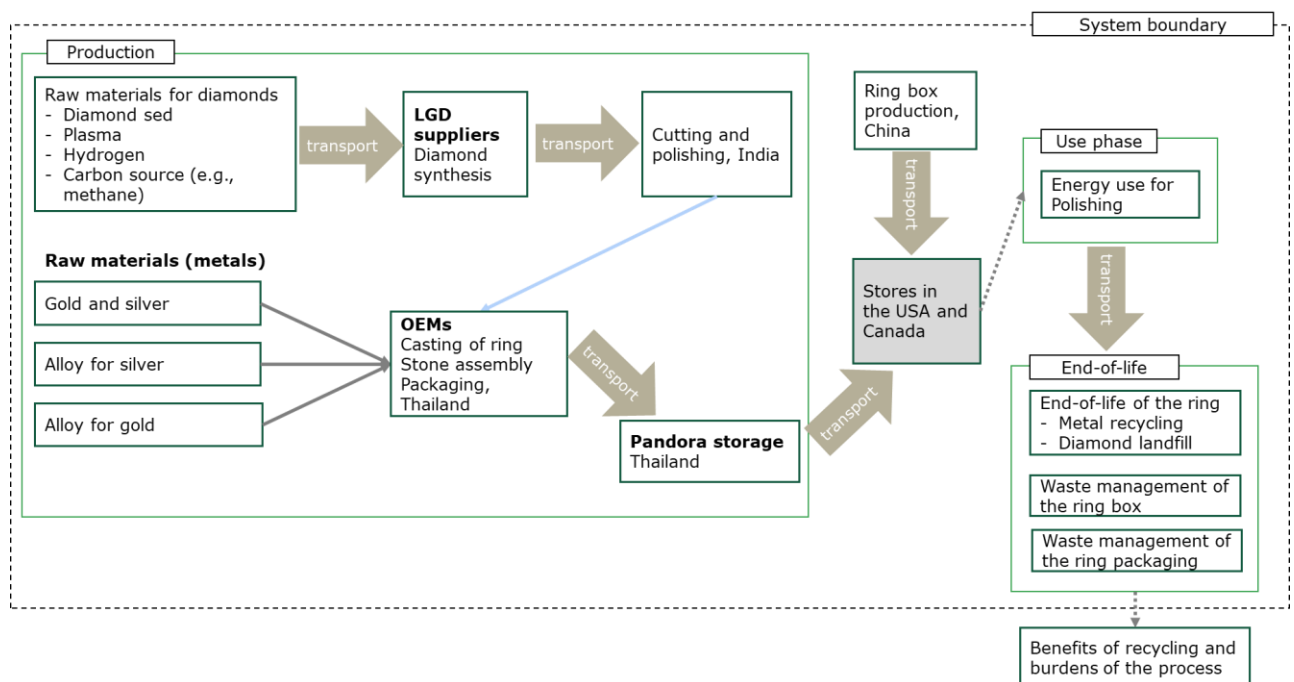 System boundary
Production
Raw materials for diamonds
- Diamond sed
- Plasma
- Hydrogen
- Carbon source (e.g.,
methane)
transport
LGD
suppliers
Diamond
synthesis
transport
Cutting and
polishing, India
Ring box
production,
China
transport
Use phase
Energy use for
Polishing
transport
Raw materials (metals)
Gold and silver
Alloy for silver
Alloy for gold
OEMs
Casting of ring
Stone assembly
Packaging,
Thailand
transport
Pandora storage
Thailand
transport
Stores in
the USA and
Canada
End-of-life
End-of-life of the ring
- Metal recycling
- Diamond landfill
Waste management of
the ring box
Waste management of
the ring packaging
Benefits of recycling and
burdens of the process